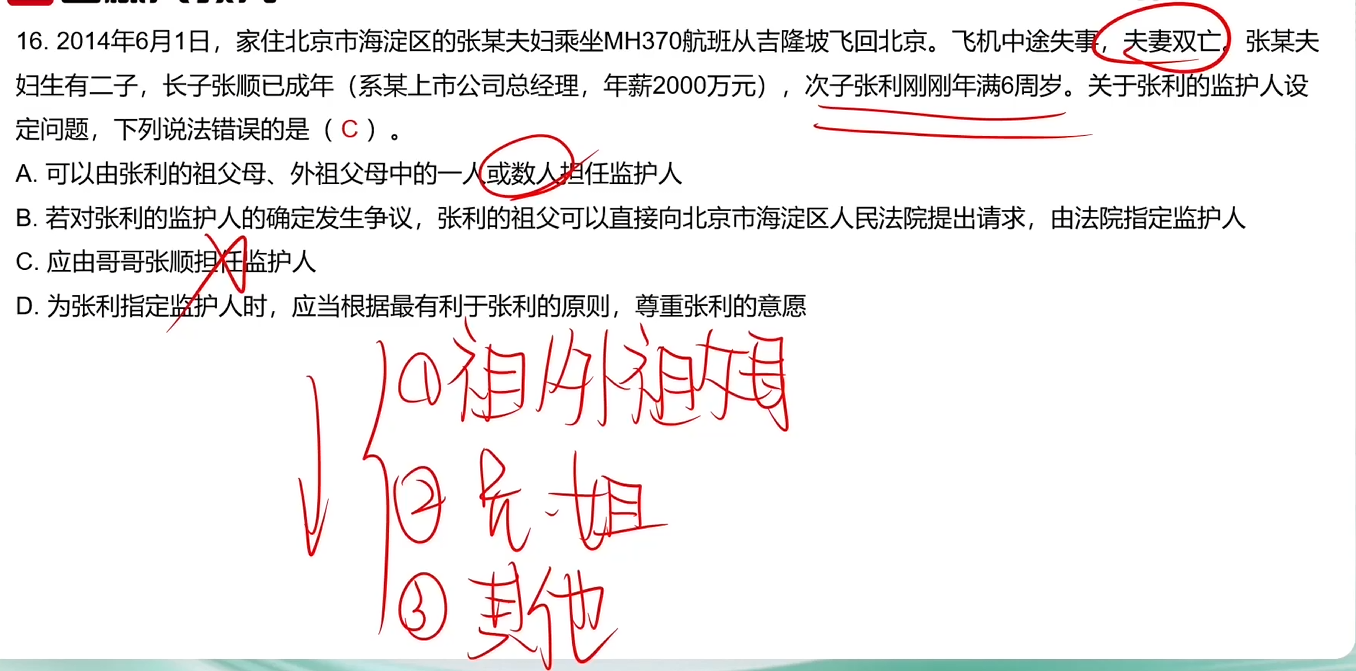 16. 2014年6月1日，家住北京市海淀区的张某夫妇乘坐MH370航班从吉隆坡飞回北京。飞机中途失事，夫妻双亡。张某夫
妇生有二子，长子张顺已成年（系某上市公司总经理，年薪2000万元），次子张利刚刚年满6周岁。关于张利的监护人设
定问题，下列说法错误的是（ C ）。
A. 可以由张利的祖父母、外祖父母中的一人或数人担任监护人
B. 若对张利的监护人的确定发生争议，张利的祖父可以直接向北京市海淀区人民法院提出请求，由法院指定监护人
C. 应由哥哥张顺担任监护人
D. 为张利指定监护人时，应当根据最有利于张利的原则，尊重张利的意愿
①祖/外祖父母
②兄、姐
③其他